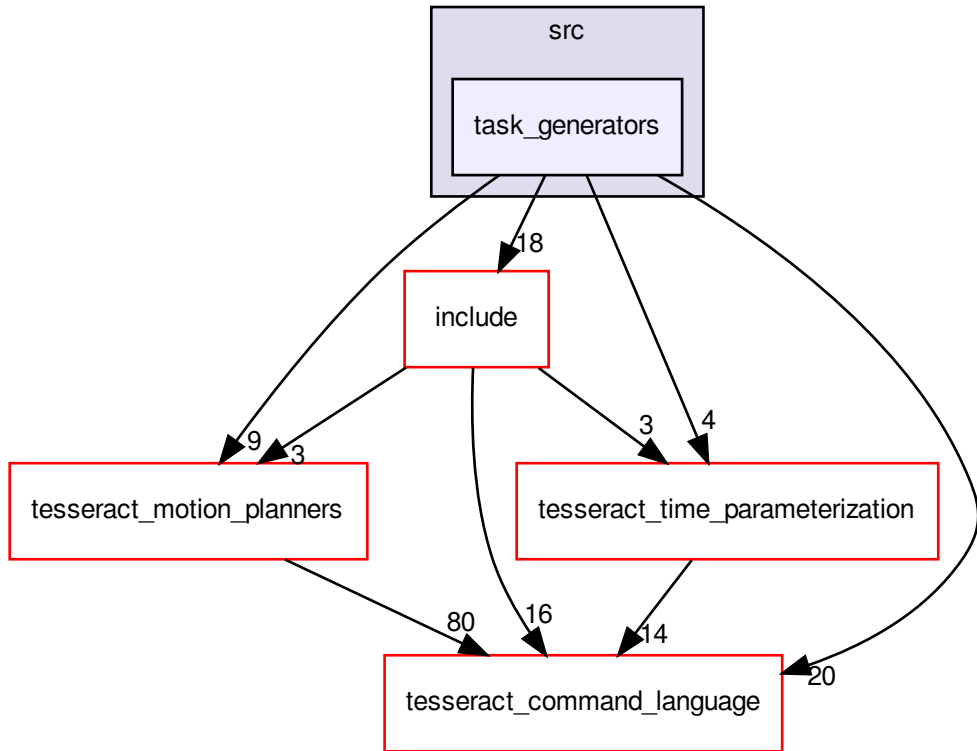 src
task_generators
18
include
9
3
3
4
tesseract_motion_planners
tesseract_time_parameterization
80
16
14
20
tesseract_command_language